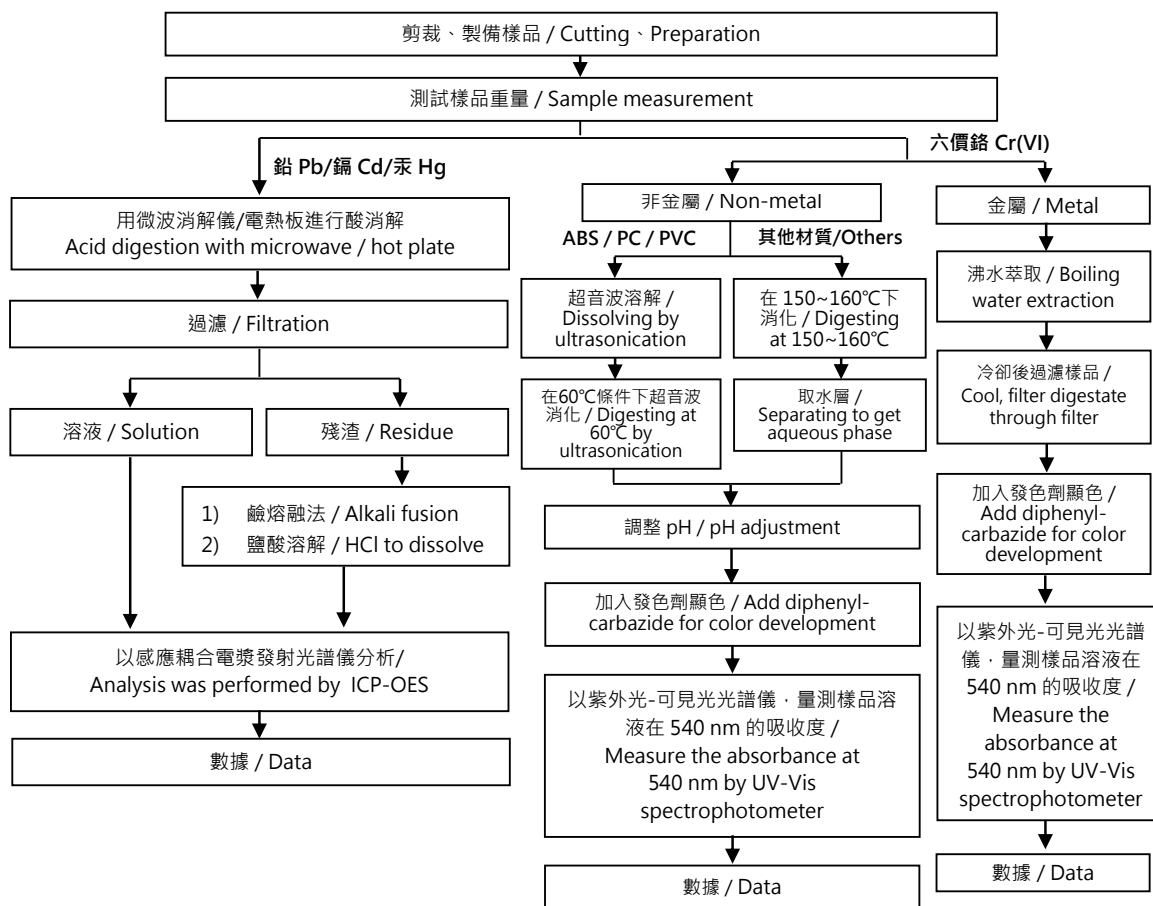 剪裁、製備樣品 / Cutting、Preparation
測試樣品重量 / Sample measurement
鉛 Pb/鎘 Cd/汞 Hg
六價鉻 Cr(VI)
用微波消解儀/電熱板進行酸消解
Acid digestion with microwave / hot plate
過濾 / Filtration
溶液 / Solution
殘渣 / Residue
1) 鹼熔融法 / Alkali fusion
2) 鹽酸溶解 / HCl to dissolve
以感應耦合電漿發射光譜儀分析/
Analysis was performed by ICP-OES
數據 / Data
非金屬 / Non-metal
ABS / PC / PVC
其他材質/Others
超音波溶解 /
Dissolving by
ultrasonication
在60℃條件下超音波
消化 / Digesting at
60℃ by
ultrasonication
在 150~160℃下
消化 / Digesting
at 150~160℃
取水層 /
Separating to get
aqueous phase
調整 pH / pH adjustment
加入發色劑顯色 / Add diphenyl-
carbazide for color development
以紫外光-可見光光譜儀，量測樣品溶
液在 540 nm 的吸收度 /
Measure the absorbance at
540 nm by UV-Vis
spectrophotometer
數據 / Data
金屬 / Metal
沸水萃取 / Boiling
water extraction
冷卻後過濾樣品 /
Cool, filter digestate
through filter
加入發色劑顯色 /
Add diphenyl-
carbazide for color
development
以紫外光-可見光光譜
儀，量測樣品溶液在
540 nm 的吸收度 /
Measure the
absorbance at
540 nm by UV-Vis
spectrophotometer
數據 / Data